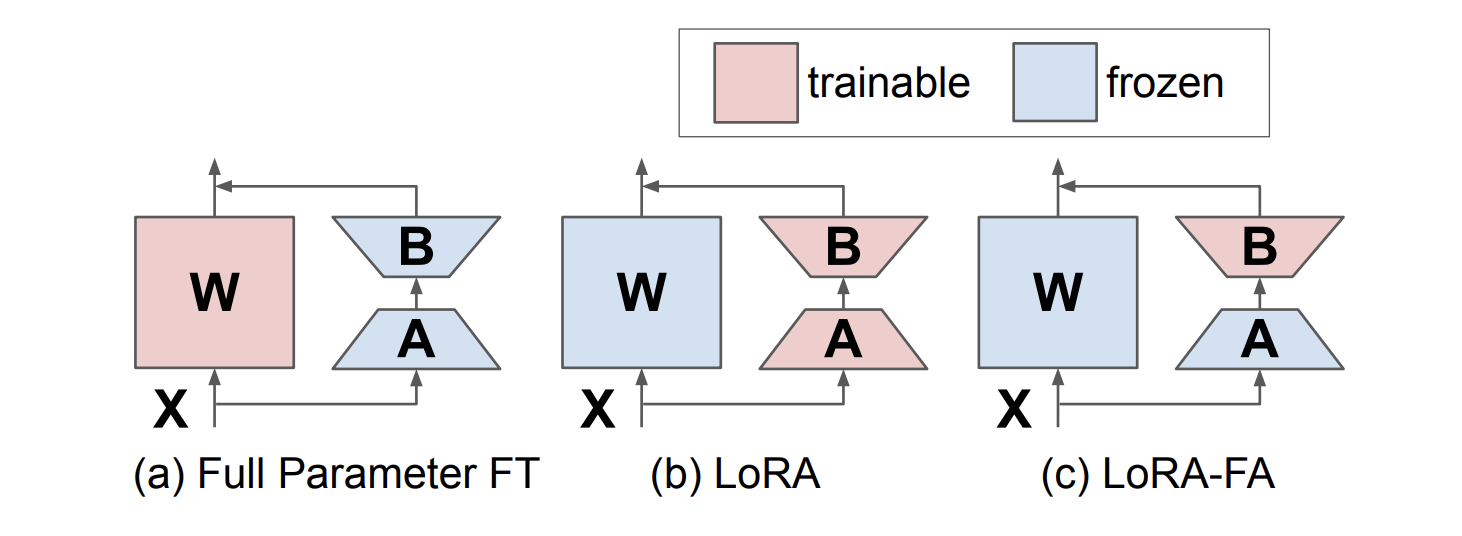 trainable frozen
B B B
W W W
A A A
X X X
(a) Full Parameter FT (b) LoRA (c) LoRA-FA